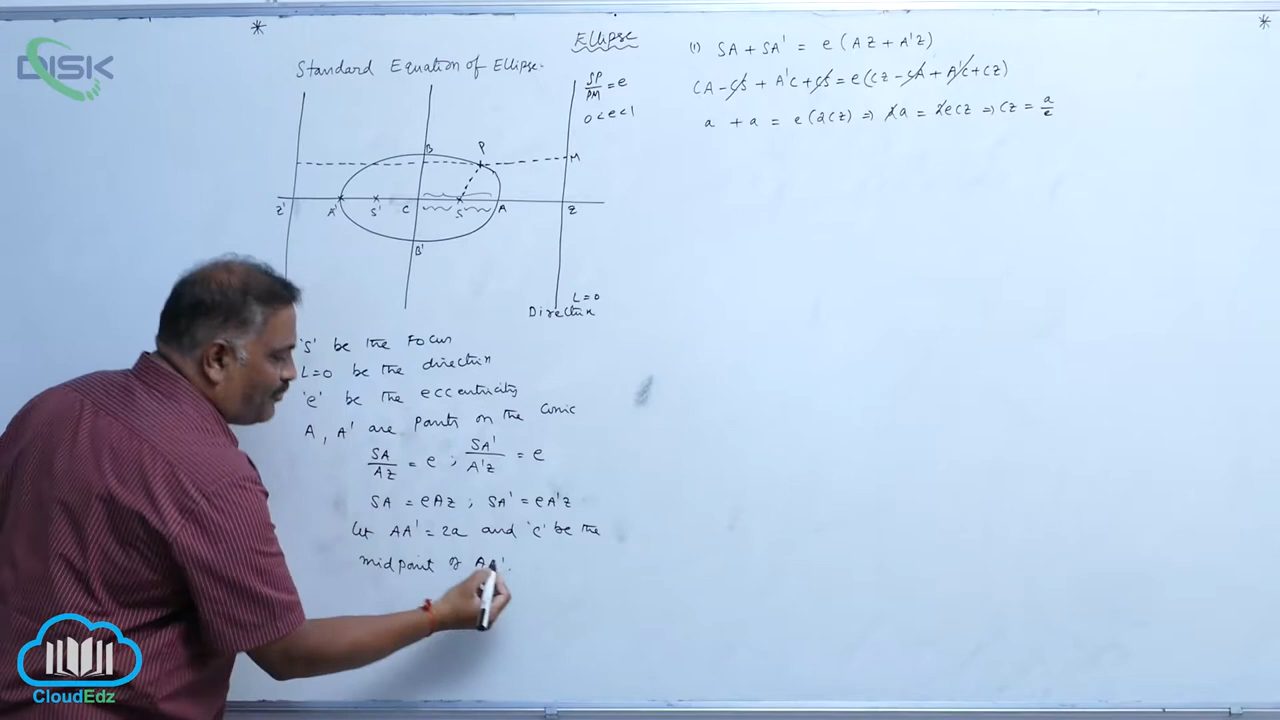 DISK
*
*
Ellipse
Standard Equation of Ellipse.
SP/PM = e
0<e<1
B
P
M
Z'
A'
S'
C
S
A
Z
B'
L=0
Directrix
'S' be the Focus
L=0 be the directrix
'e' be the eccentricity
A, A' are points on the Conic
SA/AZ = e ; SA'/A'Z = e
SA = eAZ ; SA' = eA'Z
Let AA' = 2a and 'C' be the
midpoint of AA'.
(1) SA + SA' = e(AZ + A'Z)
CA - CS + A'C + CS = e(CZ - CA + A'C + CZ)
a + a = e(2CZ) ⇒ 2a = 2eCZ ⇒ CZ = a/e
CloudEdz